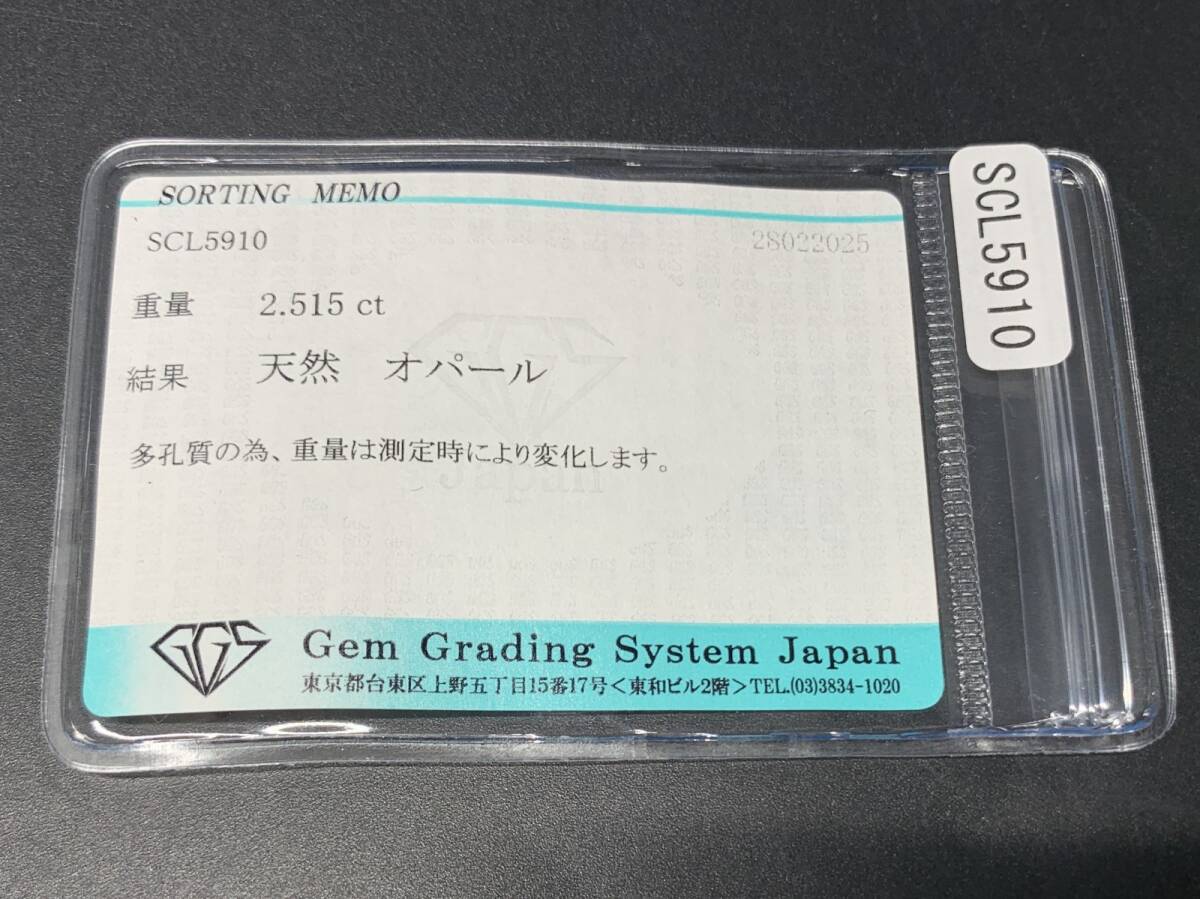 SORTING MEMO
SCL5910 28022025
重量 2.515 ct
結果 天然 オパール
多孔質の為、重量は測定時により変化します。
Japan
GGS
Gem Grading System Japan
東京都台東区上野五丁目15番17号<東和ビル2階>TEL.(03)3834-1020
SCL5910